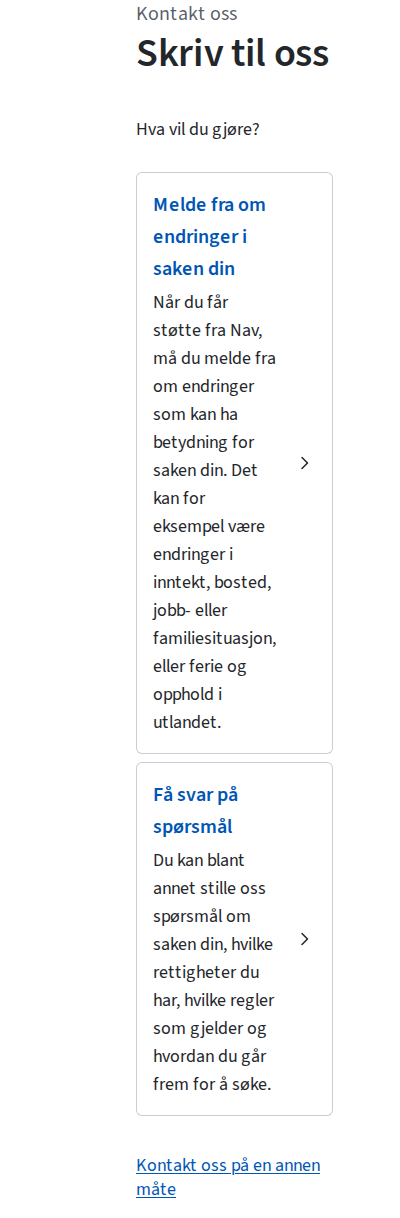 Kontakt oss
Skriv til oss
Hva vil du gjøre?
Melde fra om
endringer i
saken din
Når du får
støtte fra Nav,
må du melde fra
om endringer
som kan ha
betydning for
saken din. Det
kan for
eksempel være
endringer i
inntekt, bosted,
jobb- eller
familiesituasjon,
eller ferie og
opphold i
utlandet.
Få svar på
spørsmål
Du kan blant
annet stille oss
spørsmål om
saken din, hvilke
rettigheter du
har, hvilke regler
som gjelder og
hvordan du går
frem for å søke.
Kontakt oss på en annen
måte